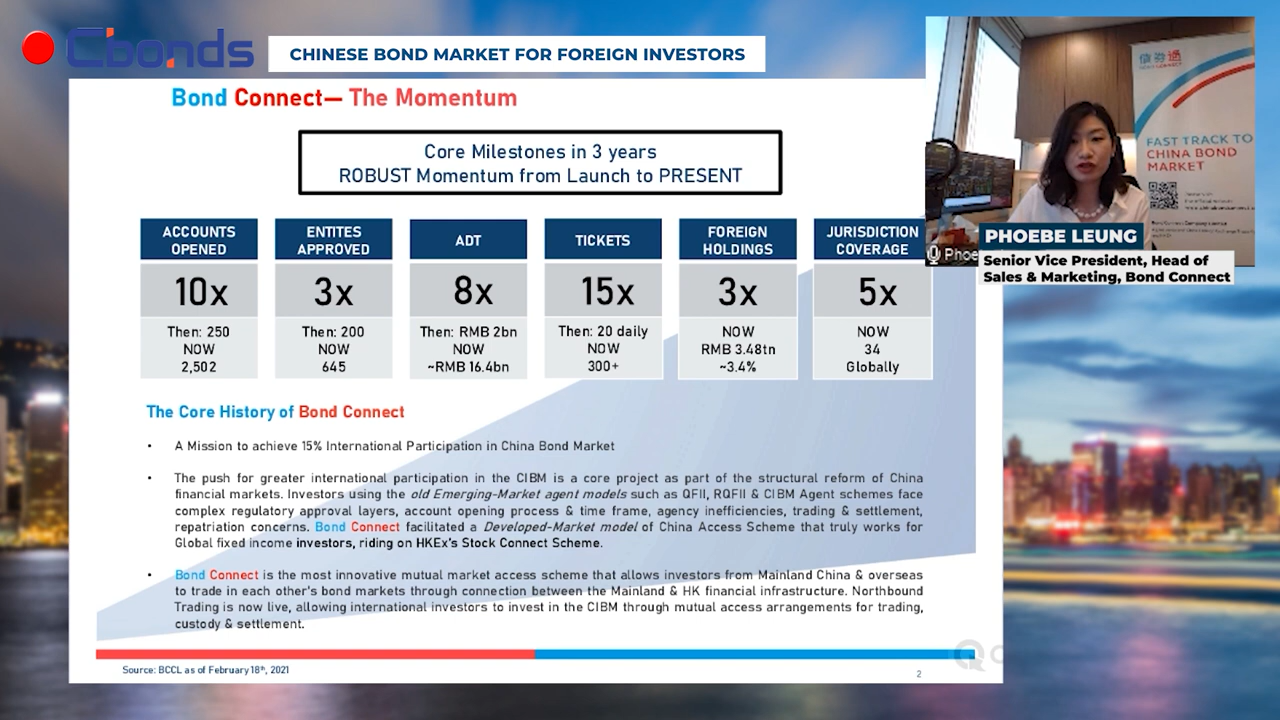 Cbonds
CHINESE BOND MARKET FOR FOREIGN INVESTORS
Bond Connect— The Momentum
Core Milestones in 3 years
ROBUST Momentum from Launch to PRESENT
ACCOUNTS
OPENED
10x
Then: 250
NOW
2,502
ENTITES
APPROVED
3x
Then: 200
NOW
645
ADT
8x
Then: RMB 2bn
NOW
~RMB 16.4bn
TICKETS
15x
Then: 20 daily
NOW
300+
FOREIGN
HOLDINGS
3x
NOW
RMB 3.48tn
~3.4%
JURISDICTION
COVERAGE
5x
NOW
34
Globally
The Core History of Bond Connect
• A Mission to achieve 15% International Participation in China Bond Market
• The push for greater international participation in the CIBM is a core project as part of the structural reform of China
financial markets. Investors using the old Emerging-Market agent models such as QFII, RQFII & CIBM Agent schemes face
complex regulatory approval layers, account opening process & time frame, agency inefficiencies, trading & settlement,
repatriation concerns. Bond Connect facilitated a Developed-Market model of China Access Scheme that truly works for
Global fixed income investors, riding on HKEx's Stock Connect Scheme.
• Bond Connect is the most innovative mutual market access scheme that allows investors from Mainland China & overseas
to trade in each other's bond markets through connection between the Mainland & HK financial infrastructure. Northbound
Trading is now live, allowing international investors to invest in the CIBM through mutual access arrangements for trading,
custody & settlement.
Source: BCCL as of February 18th, 2021
2
債券通
FAST TRACK TO
CHINA BOND
MARKET
Phoe
PHOEBE LEUNG
Senior Vice President, Head of
Sales & Marketing, Bond Connect